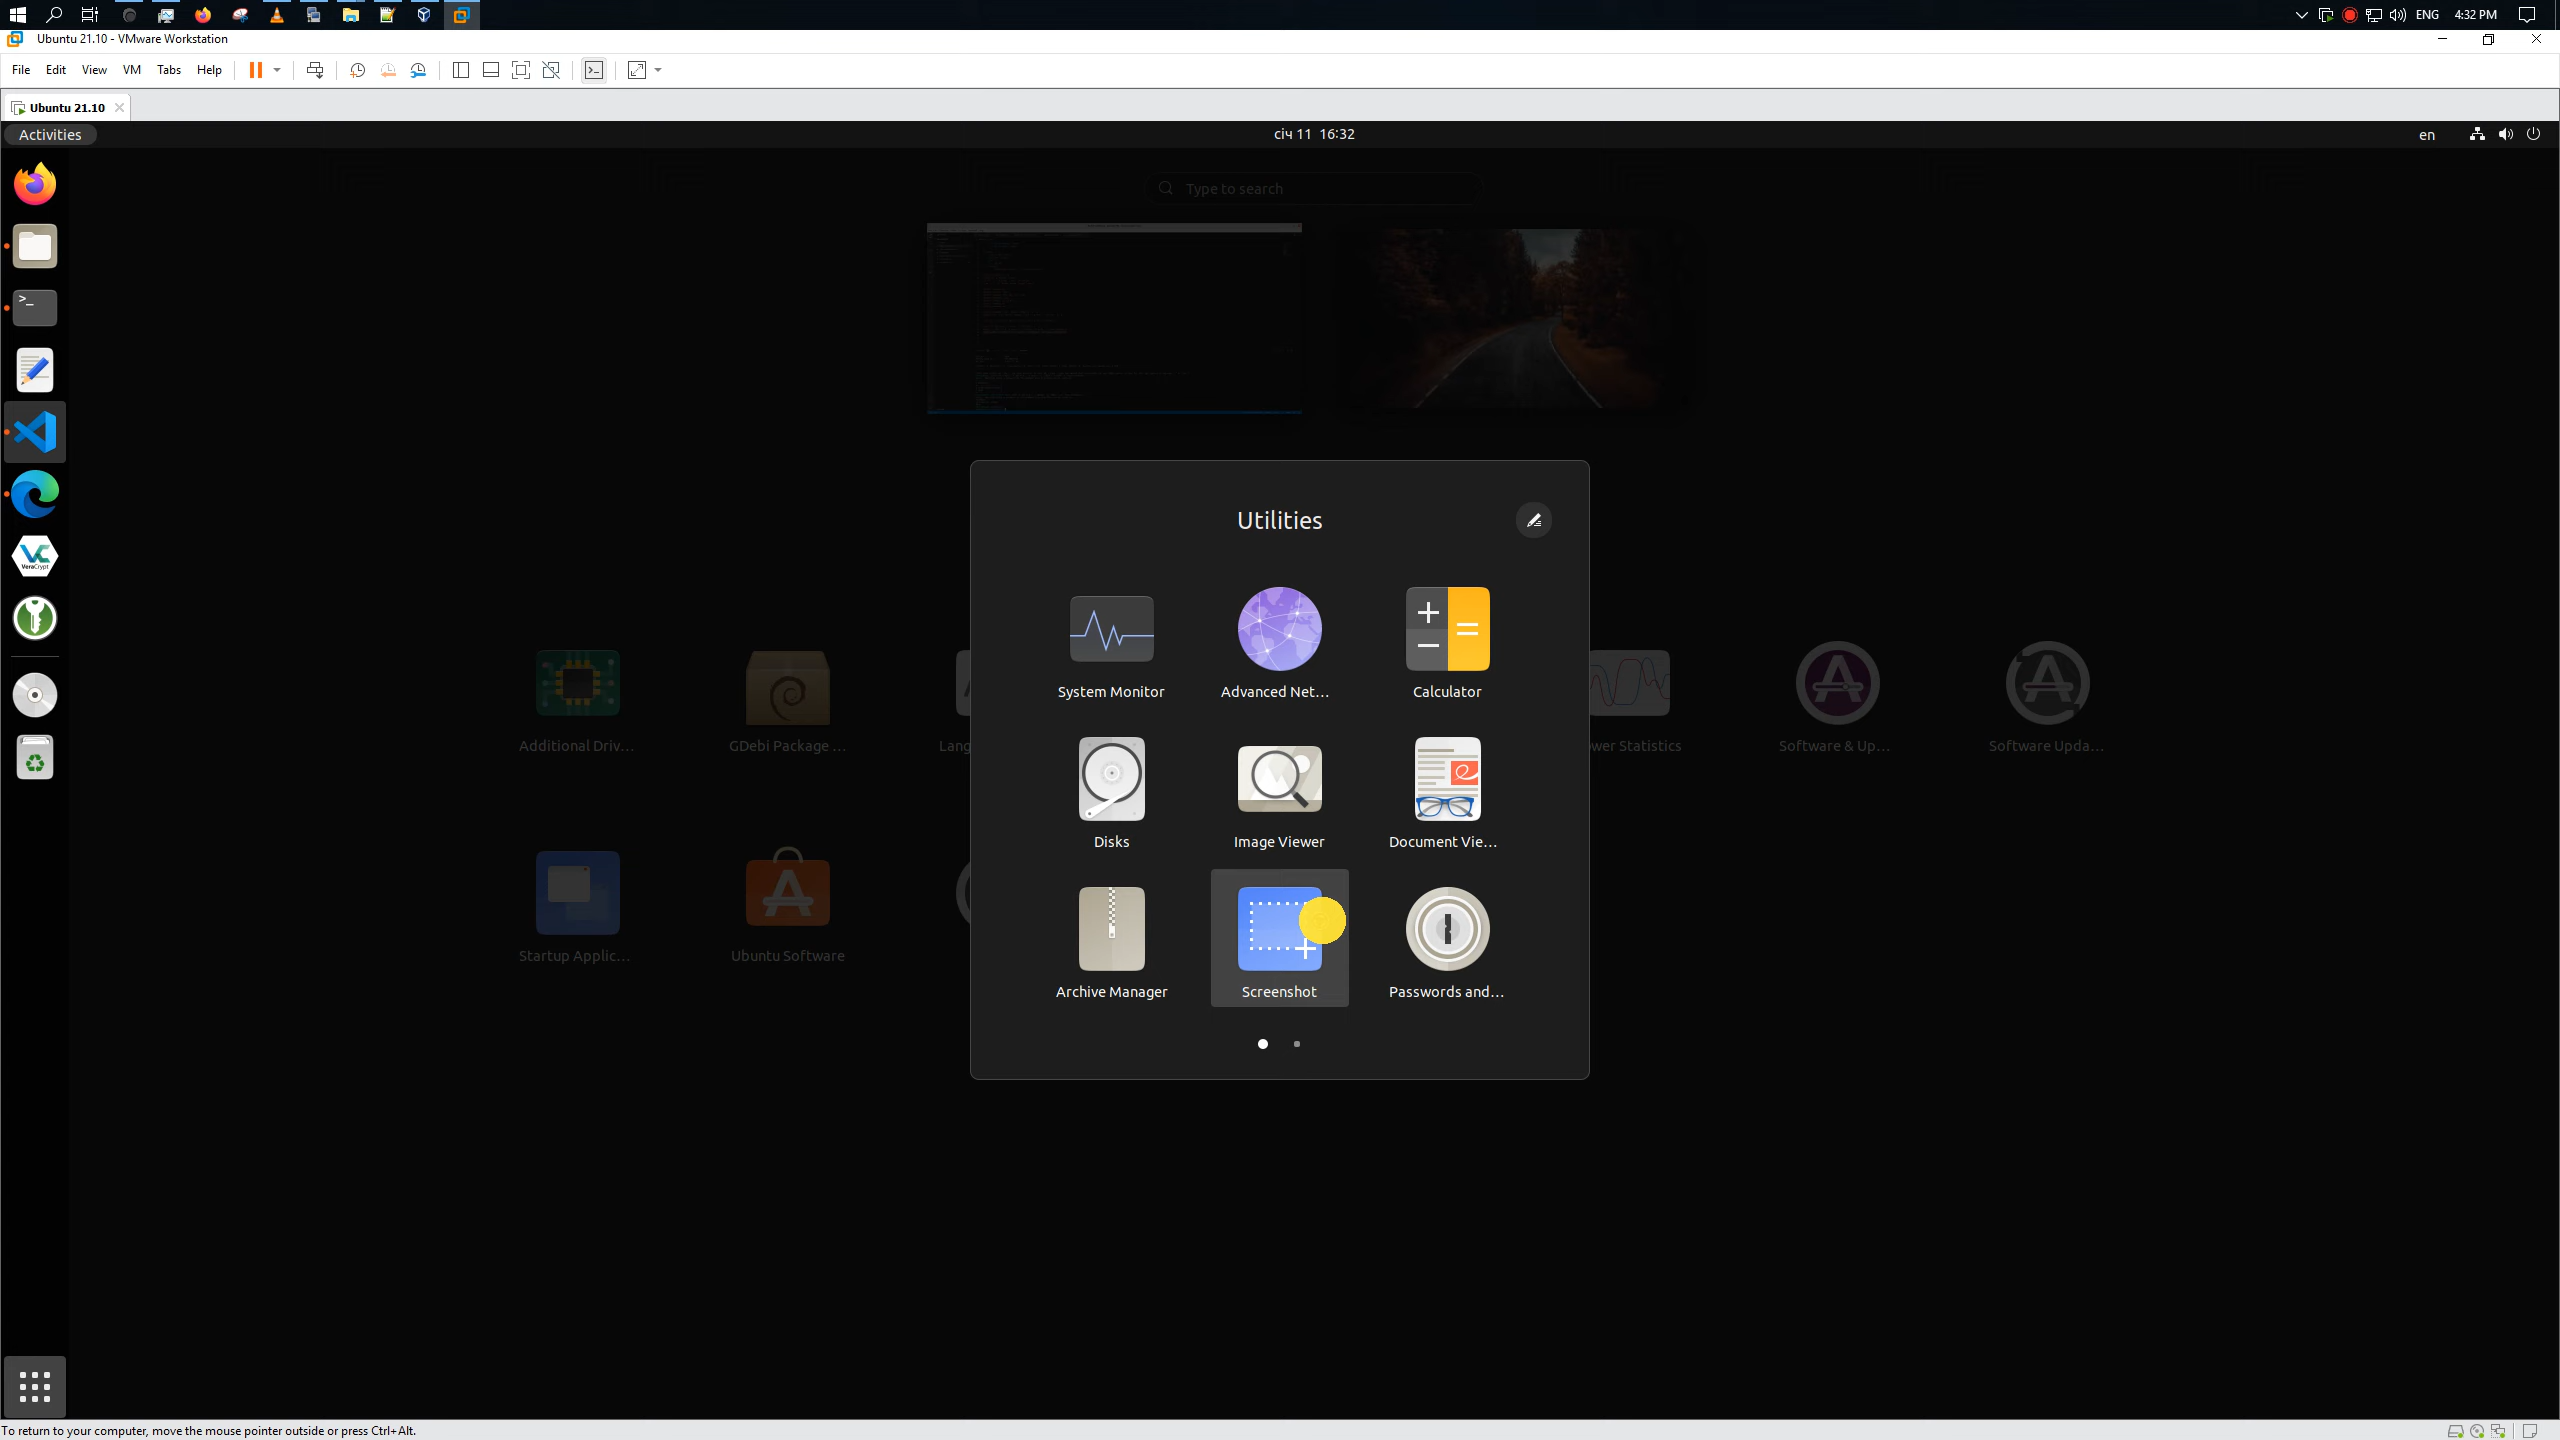 ENG 4:32 PM
Ubuntu 21.10 - VMware Workstation
File Edit View VM Tabs Help
Ubuntu 21.10
Activities
січ 11 16:32
en
Type to search
Utilities
System Monitor
Advanced Net…
Calculator
Additional Driv…
GDebi Package …
Lang
wer Statistics
Software & Up…
Software Upda…
Disks
Image Viewer
Document Vie…
Startup Applic…
Ubuntu Software
Archive Manager
Screenshot
Passwords and…
VeraCrypt
To return to your computer, move the mouse pointer outside or press Ctrl+Alt.